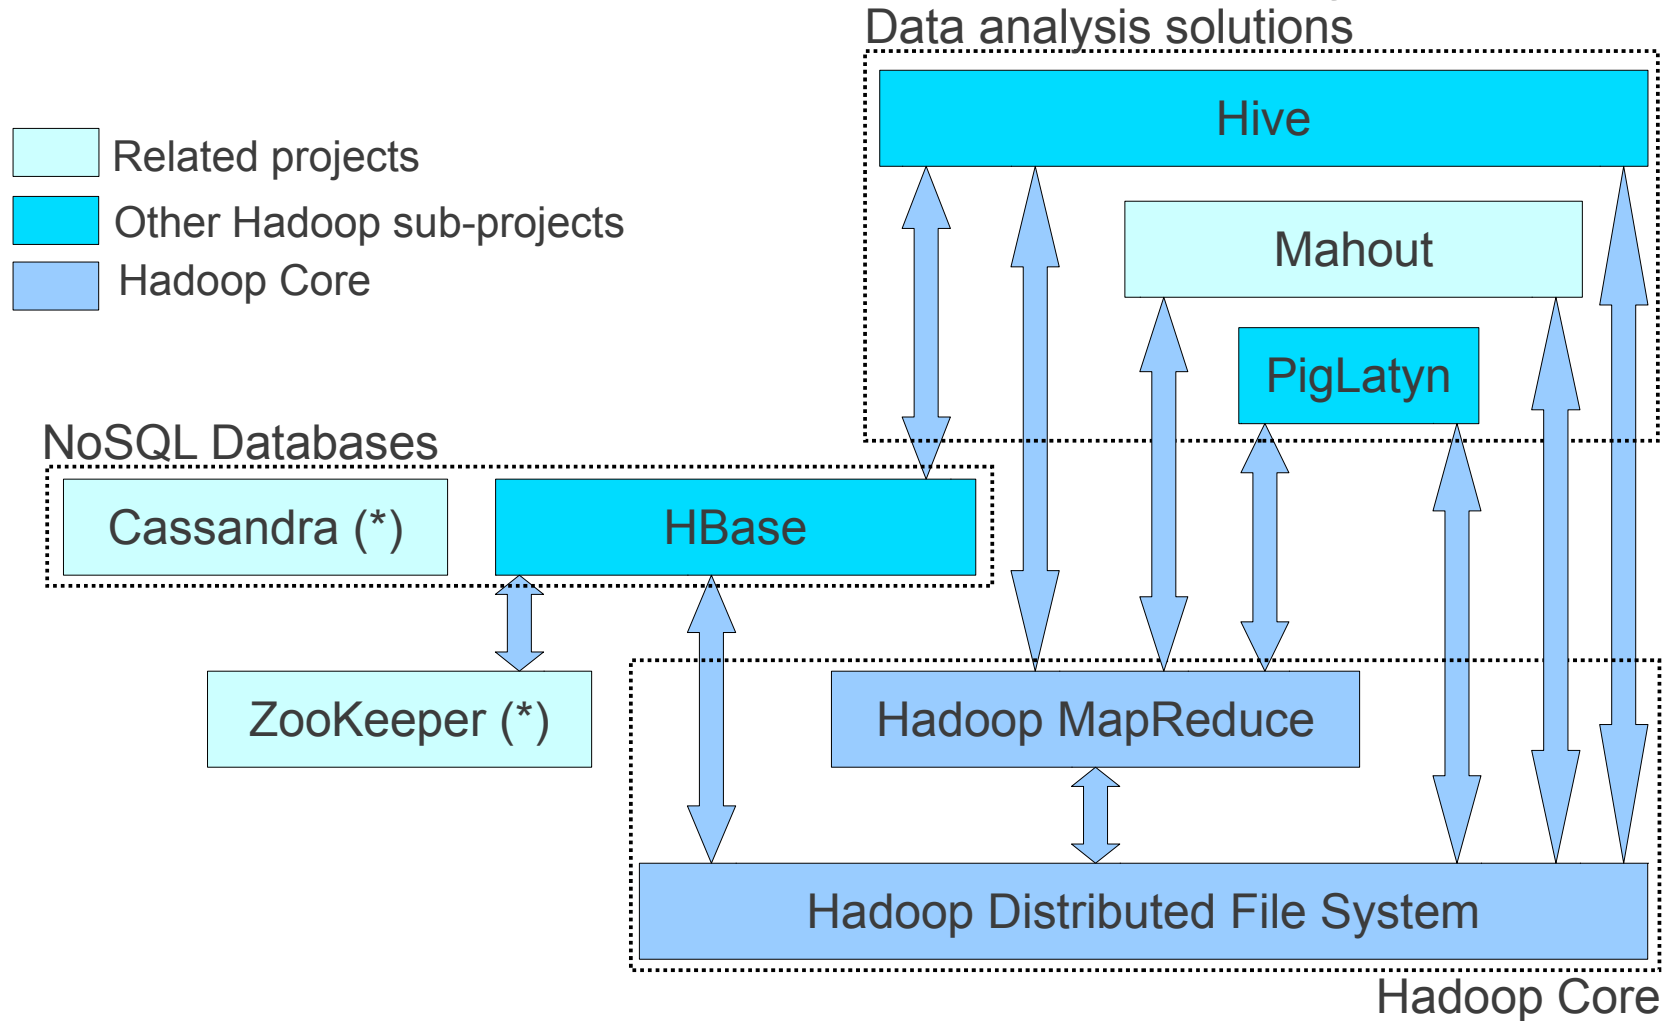 Data analysis solutions
Hive
Related projects
Other Hadoop sub-projects
Mahout
Hadoop Core
PigLatyn
NoSQL Databases
Cassandra (*)
HBase
ZooKeeper (*)
Hadoop MapReduce
Hadoop Distributed File System
Hadoop Core